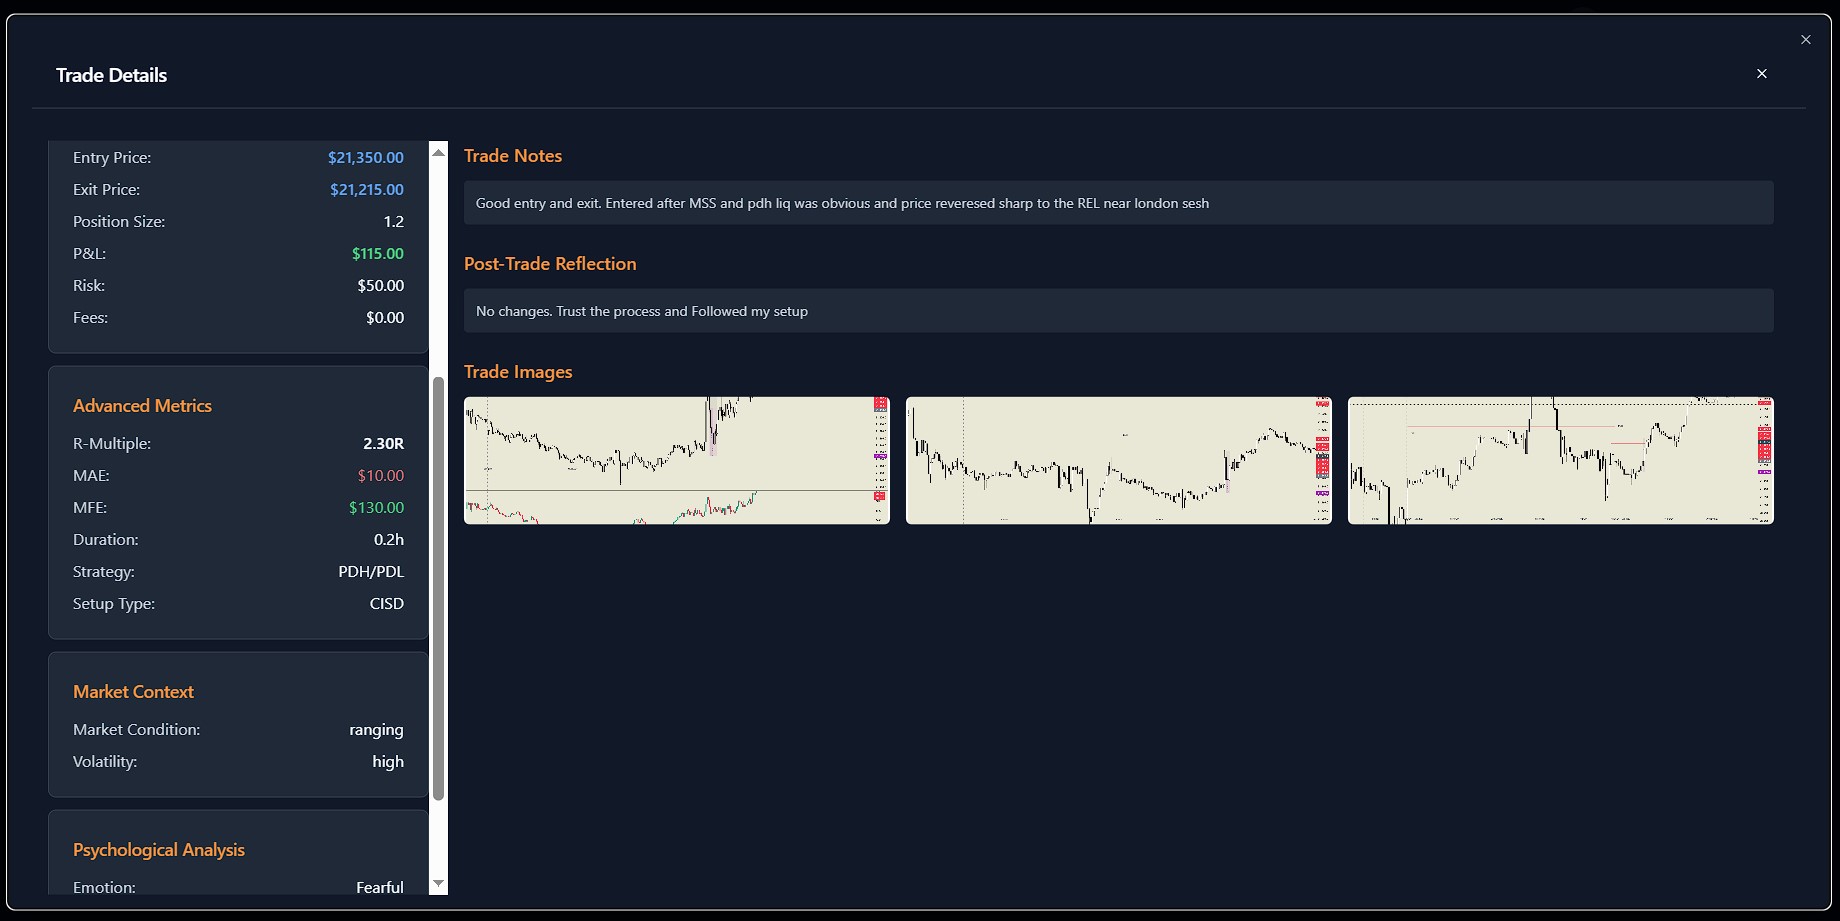 Trade Details
Entry Price: $21,350.00
Exit Price: $21,215.00
Position Size: 1.2
P&L: $115.00
Risk: $50.00
Fees: $0.00
Advanced Metrics
R-Multiple: 2.30R
MAE: $10.00
MFE: $130.00
Duration: 0.2h
Strategy: PDH/PDL
Setup Type: CISD
Market Context
Market Condition: ranging
Volatility: high
Psychological Analysis
Emotion: Fearful
Trade Notes
Good entry and exit. Entered after MSS and pdh liq was obvious and price reveresed sharp to the REL near london sesh
Post-Trade Reflection
No changes. Trust the process and Followed my setup
Trade Images